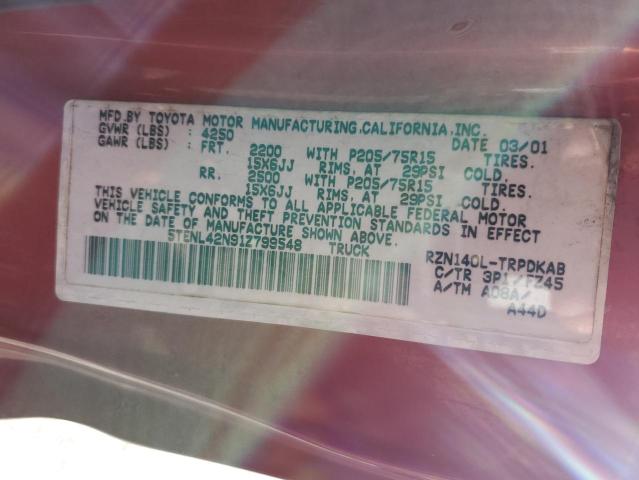 MFD.BY TOYOTA MOTOR MANUFACTURING,CALIFORNIA,INC.
GVWR (LBS) : 4250 DATE 03/01
GAWR (LBS) : FRT. 2200 WITH P205/75R15 TIRES.
15X6JJ RIMS, AT 29PSI COLD.
RR. 2500 WITH P205/75R15 TIRES.
15X6JJ RIMS, AT 29PSI COLD.
THIS VEHICLE CONFORMS TO ALL APPLICABLE FEDERAL MOTOR
VEHICLE SAFETY AND THEFT PREVENTION STANDARDS IN EFFECT
ON THE DATE OF MANUFACTURE SHOWN ABOVE.
5TENL42N91Z799548 TRUCK
RZN140L-TRPDKAB
C/TR 3P1/FZ45
A/TM A08A/
A44D